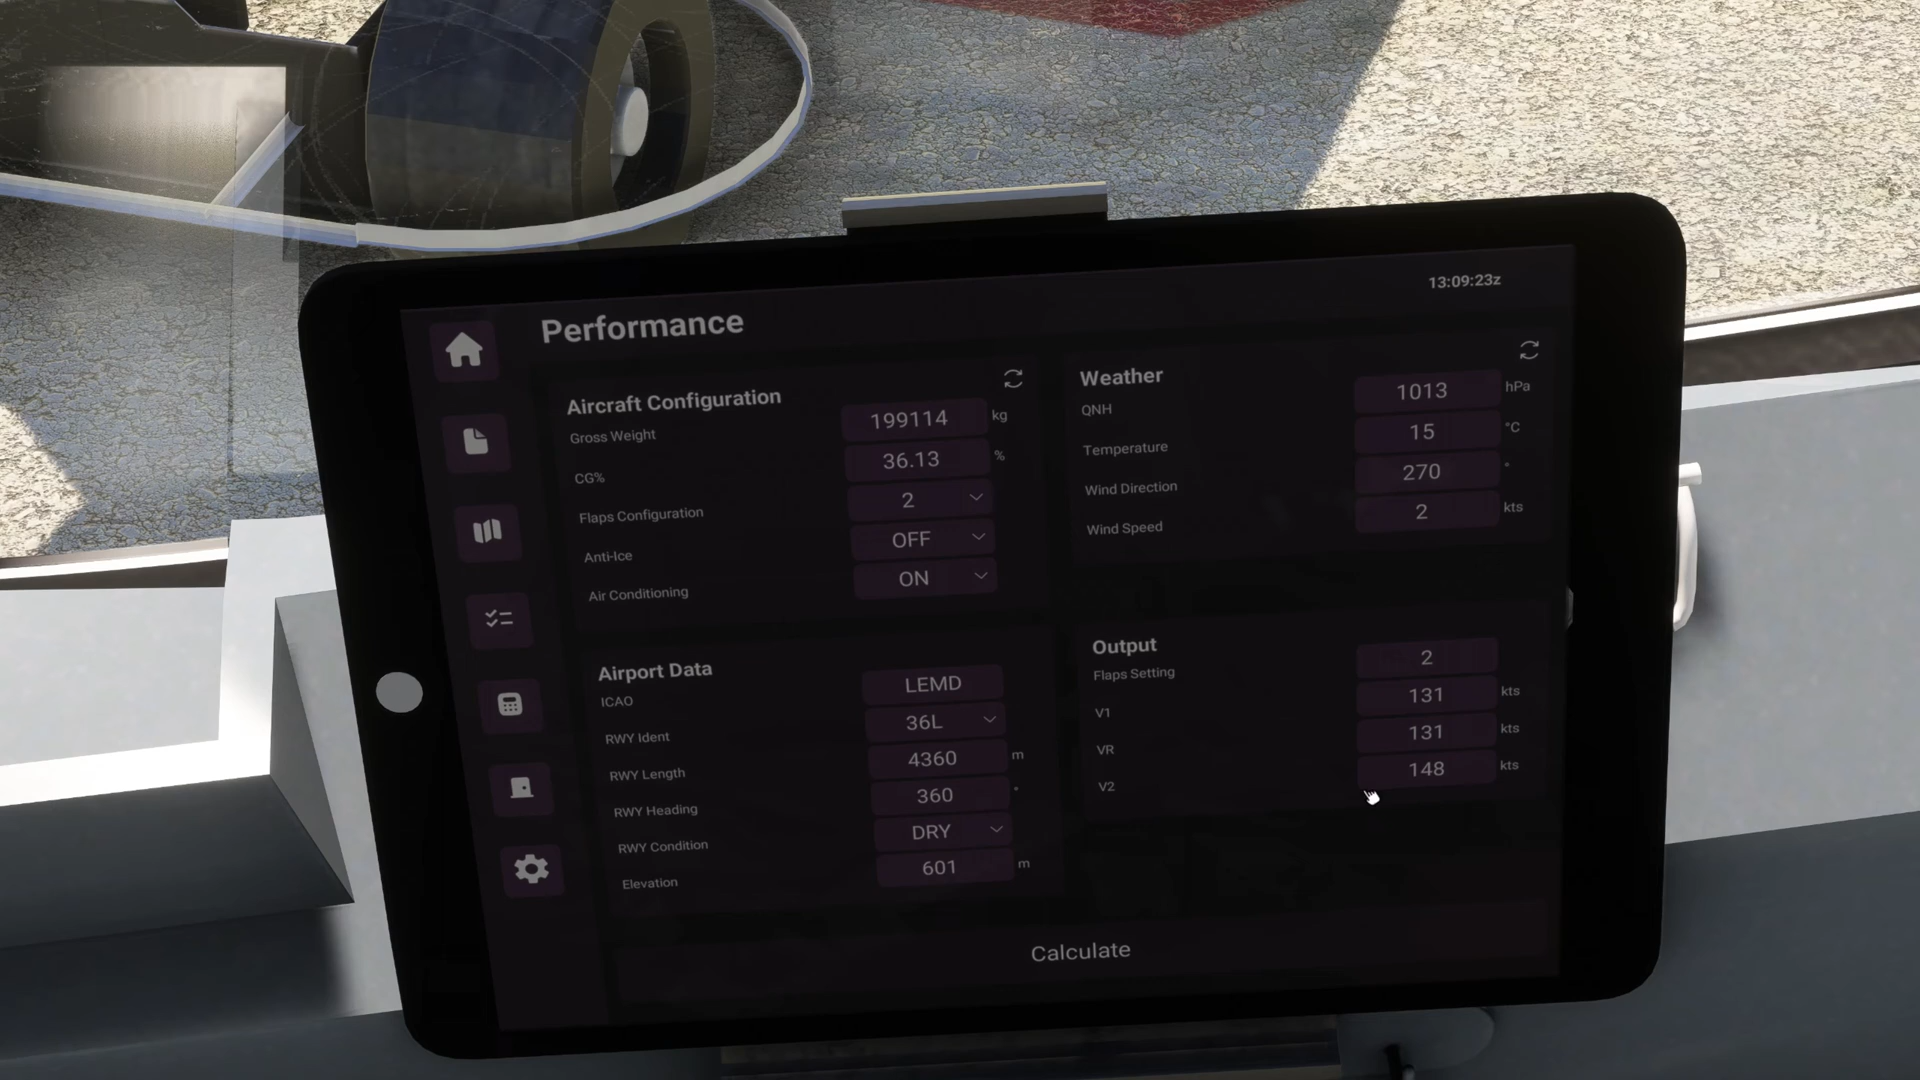 13:09:23z
Performance
Aircraft Configuration
Gross Weight 199114 kg
CG% 36.13 %
Flaps Configuration 2
Anti-Ice OFF
Air Conditioning ON
Weather
QNH 1013 hPa
Temperature 15 °C
Wind Direction 270 °
Wind Speed 2 kts
Airport Data
ICAO LEMD
RWY Ident 36L
RWY Length 4360 m
RWY Heading 360 °
RWY Condition DRY
Elevation 601 m
Output
Flaps Setting 2
V1 131 kts
VR 131 kts
V2 148 kts
Calculate